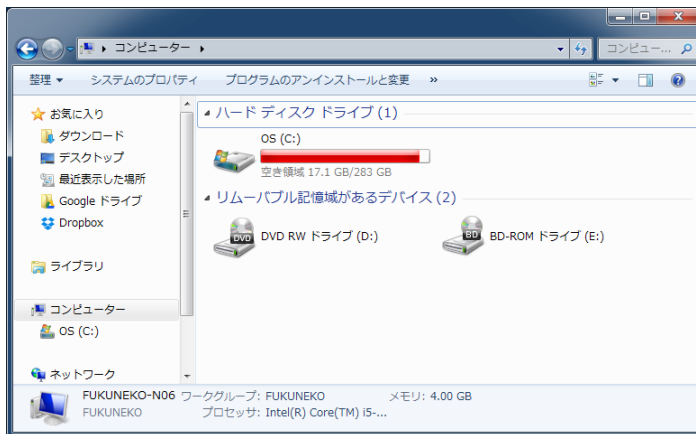 コンピューター
コンピュー...
整理 システムのプロパティ プログラムのアンインストールと変更 »
お気に入り
ダウンロード
デスクトップ
最近表示した場所
Google ドライブ
Dropbox
ライブラリ
コンピューター
OS (C:)
ネットワーク
ハード ディスク ドライブ (1)
OS (C:)
空き領域 17.1 GB/283 GB
リムーバブル記憶域があるデバイス (2)
DVD
DVD RW ドライブ (D:)
BD
BD-ROM ドライブ (E:)
FUKUNEKO-N06 ワークグループ: FUKUNEKO メモリ: 4.00 GB
FUKUNEKO プロセッサ: Intel(R) Core(TM) i5-...